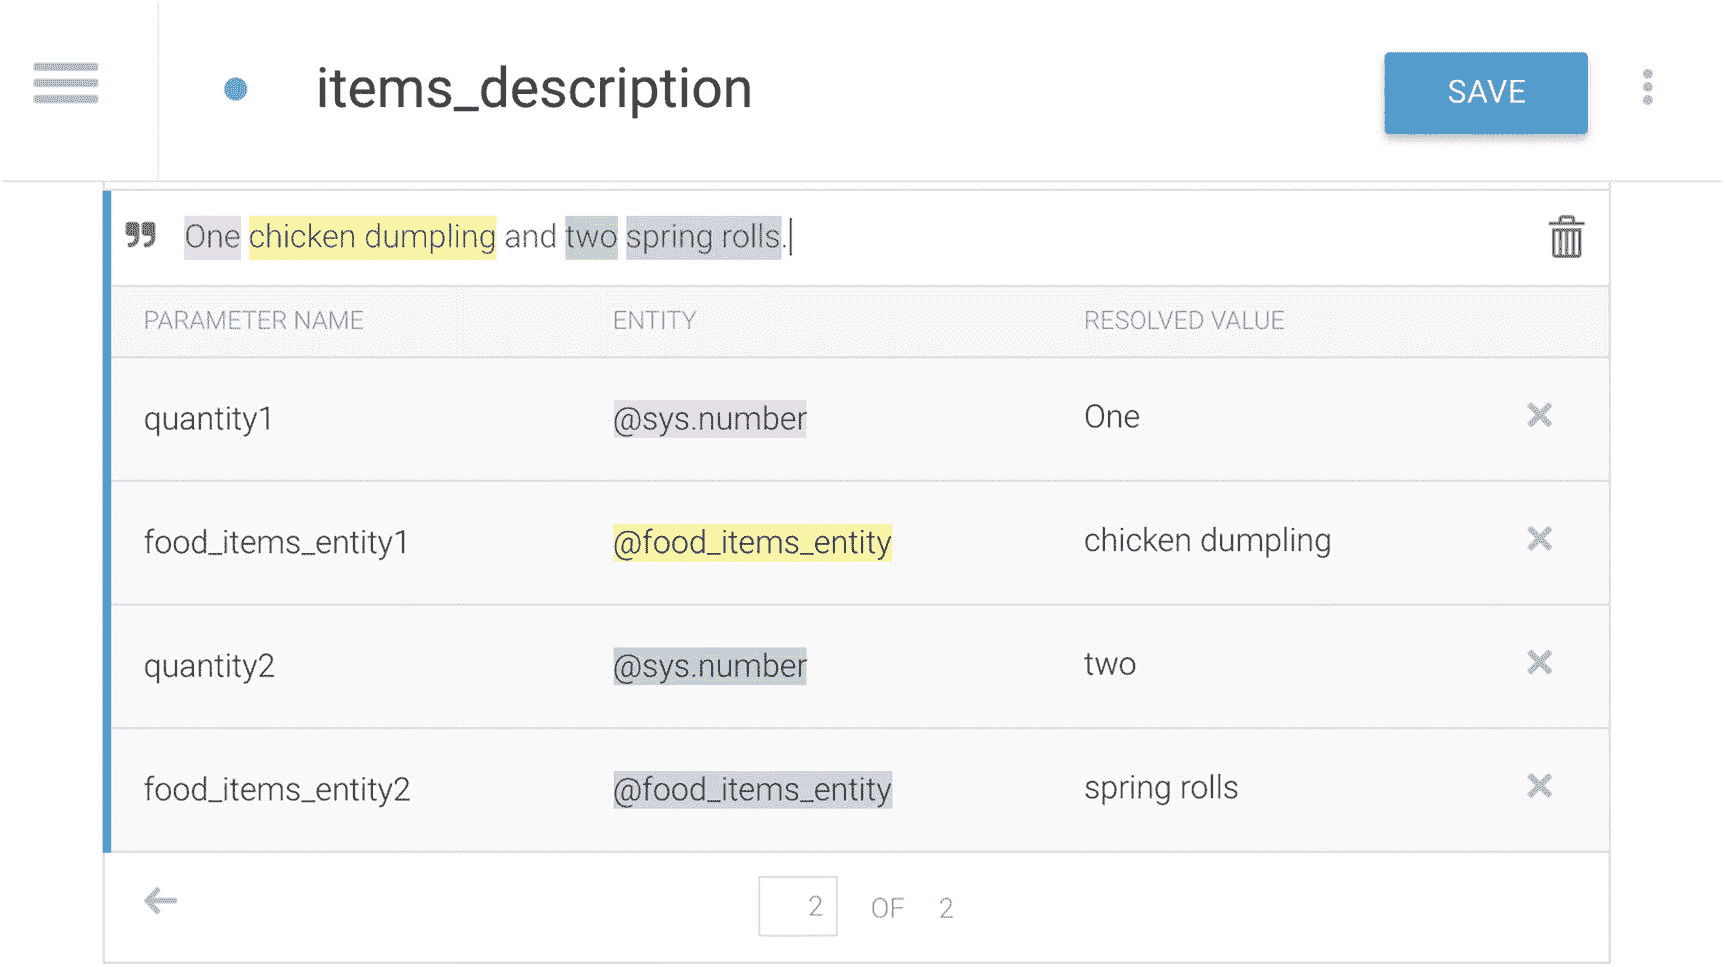 items_description
SAVE
One chicken dumpling and two spring rolls.
PARAMETER NAME ENTITY RESOLVED VALUE
quantity1 @sys.number One
food_items_entity1 @food_items_entity chicken dumpling
quantity2 @sys.number two
food_items_entity2 @food_items_entity spring rolls
2 OF 2